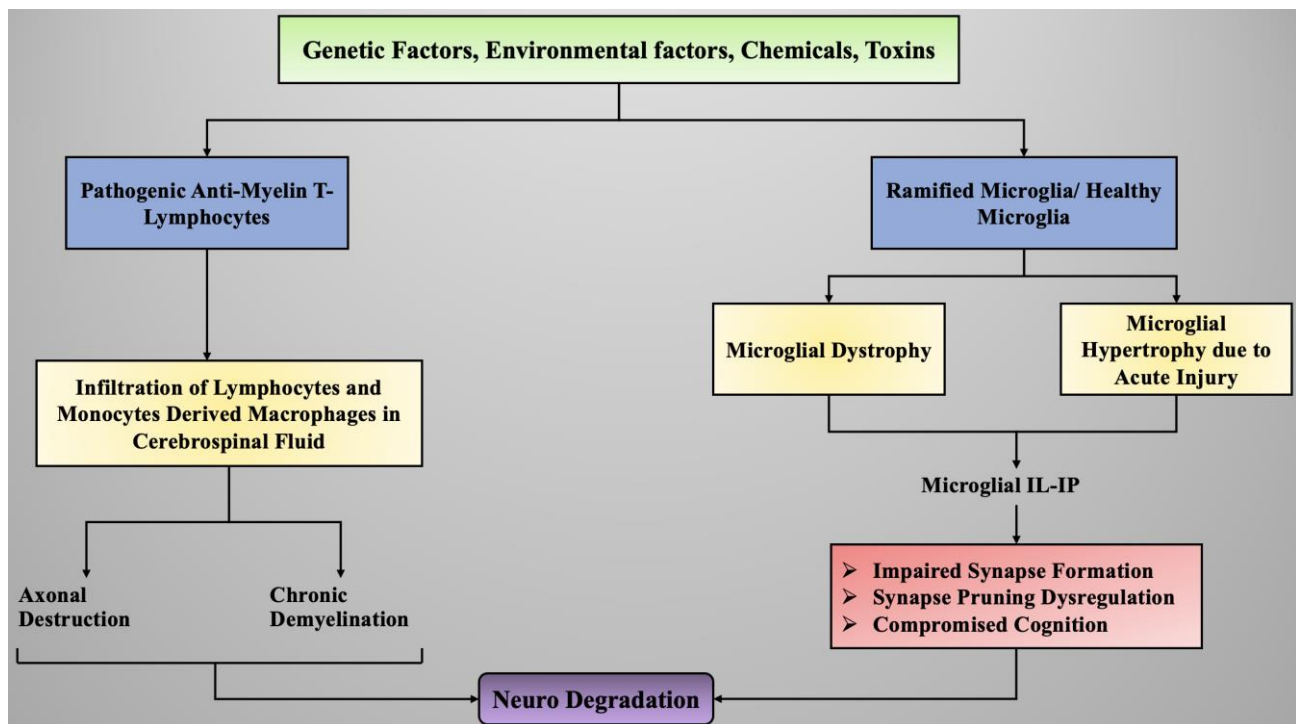 Genetic Factors, Environmental factors, Chemicals, Toxins
Pathogenic Anti-Myelin T-
Lymphocytes
Ramified Microglia/ Healthy
Microglia
Infiltration of Lymphocytes and
Monocytes Derived Macrophages in
Cerebrospinal Fluid
Microglial Dystrophy
Microglial
Hypertrophy due to
Acute Injury
Microglial IL-IP
Axonal
Destruction
Chronic
Demyelination
➢ Impaired Synapse Formation
➢ Synapse Pruning Dysregulation
➢ Compromised Cognition
Neuro Degradation